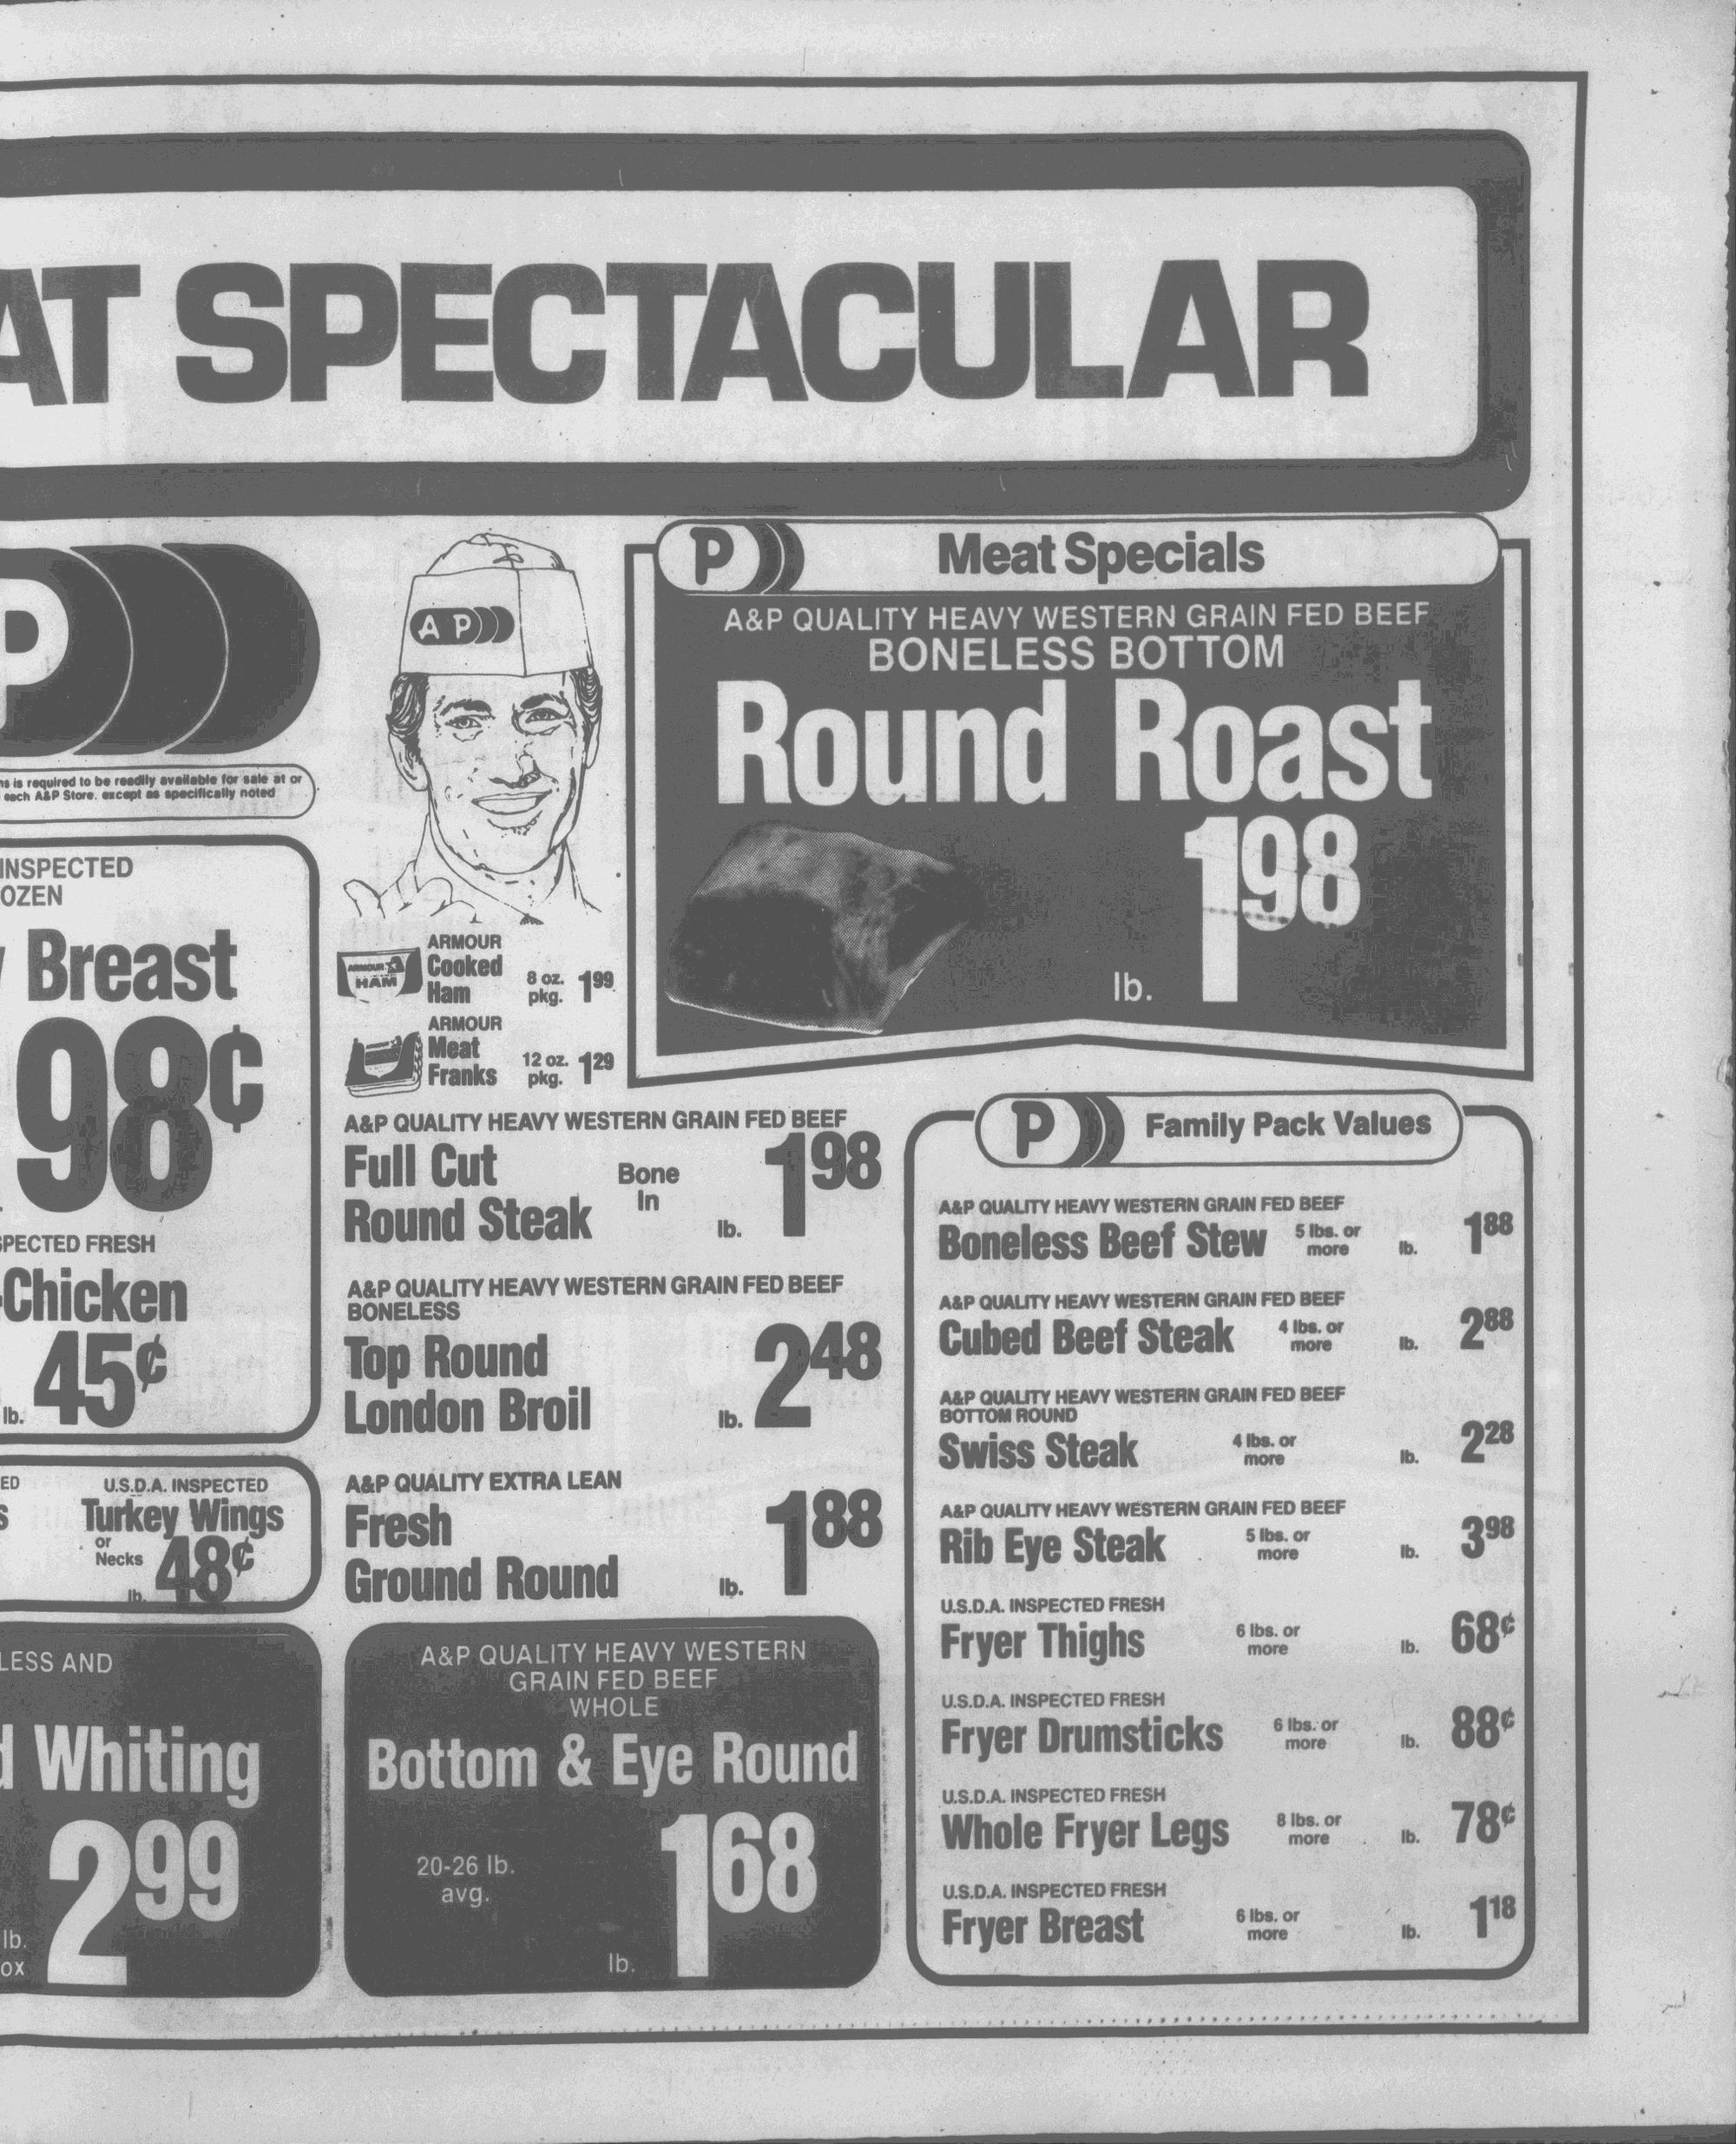 AT SPECTACULAR
P
ns is required to be readily available for sale at or
each A&P Store. except as specifically noted
INSPECTED
OZEN
Breast
98¢
SPECTED FRESH
-Chicken
lb. 45¢
ED
S
U.S.D.A. INSPECTED
Turkey Wings
or
Necks
lb. 48¢
LESS AND
d Whiting
lb.
ox
2 99
A P
ARMOUR HAM
ARMOUR
Cooked
Ham
8 oz.
pkg. 1 99
ARMOUR
Meat
Franks
12 oz.
pkg. 1 29
A&P QUALITY HEAVY WESTERN GRAIN FED BEEF
Full Cut
Round Steak
Bone
In
lb. 1 98
A&P QUALITY HEAVY WESTERN GRAIN FED BEEF
BONELESS
Top Round
London Broil
lb. 2 48
A&P QUALITY EXTRA LEAN
Fresh
Ground Round
lb. 1 88
A&P QUALITY HEAVY WESTERN
GRAIN FED BEEF
WHOLE
Bottom & Eye Round
20-26 lb.
avg.
lb. 1 68
P Meat Specials
A&P QUALITY HEAVY WESTERN GRAIN FED BEEF
BONELESS BOTTOM
Round Roast
lb. 1 98
P Family Pack Values
A&P QUALITY HEAVY WESTERN GRAIN FED BEEF
Boneless Beef Stew 5 lbs. or more lb. 1 88
A&P QUALITY HEAVY WESTERN GRAIN FED BEEF
Cubed Beef Steak 4 lbs. or more lb. 2 88
A&P QUALITY HEAVY WESTERN GRAIN FED BEEF
BOTTOM ROUND
Swiss Steak 4 lbs. or more lb. 2 28
A&P QUALITY HEAVY WESTERN GRAIN FED BEEF
Rib Eye Steak 5 lbs. or more lb. 3 98
U.S.D.A. INSPECTED FRESH
Fryer Thighs 6 lbs. or more lb. 68¢
U.S.D.A. INSPECTED FRESH
Fryer Drumsticks 6 lbs. or more lb. 88¢
U.S.D.A. INSPECTED FRESH
Whole Fryer Legs 8 lbs. or more lb. 78¢
U.S.D.A. INSPECTED FRESH
Fryer Breast 6 lbs. or more lb. 1 18